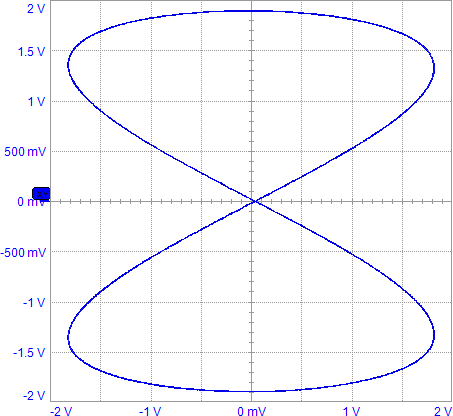 2 V
1.5 V
1 V
500 mV
0 mV
-500 mV
-1 V
-1.5 V
-2 V
-2 V -1 V 0 mV 1 V 2 V